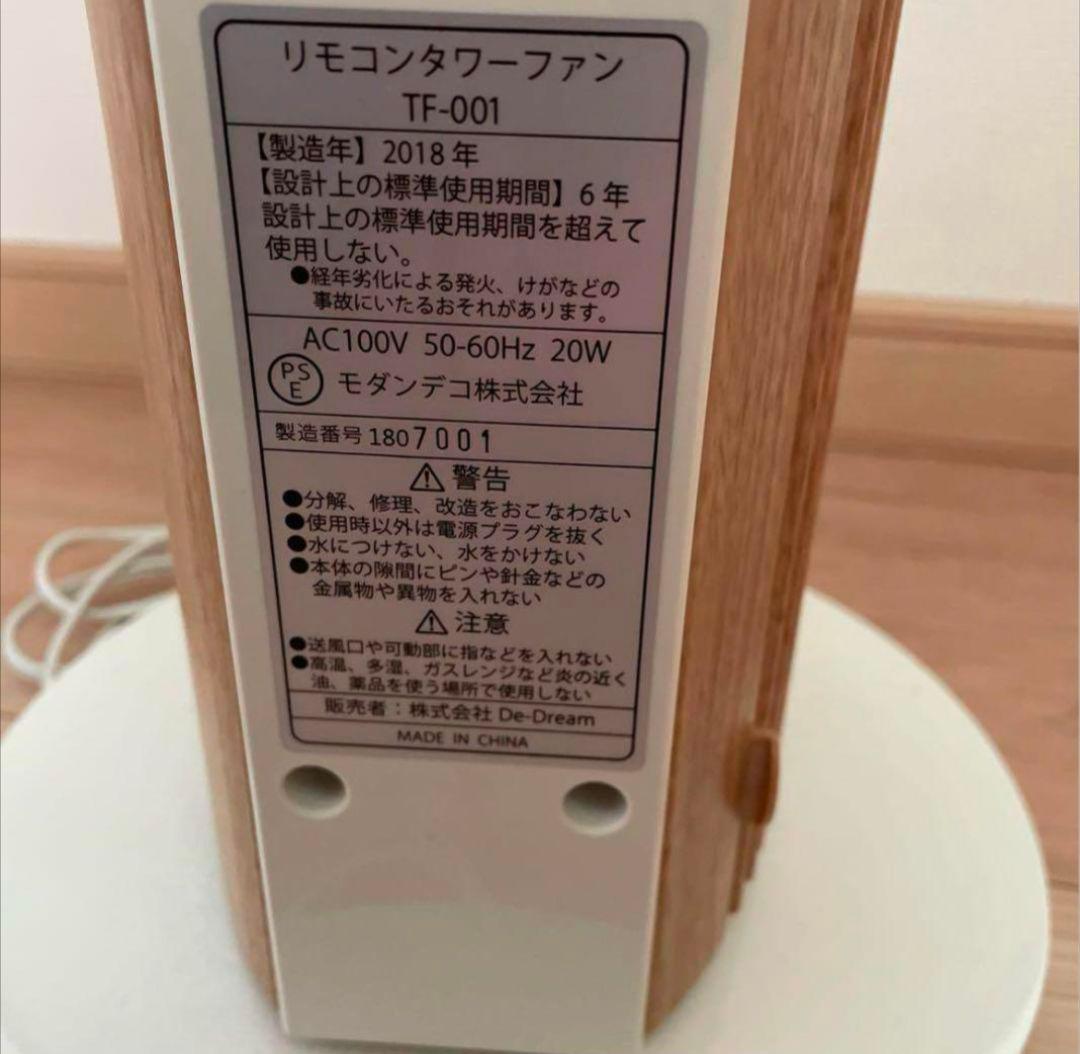 リモコンタワーファン
TF-001
【製造年】2018 年
【設計上の標準使用期間】6 年
設計上の標準使用期間を超えて
使用しない。
●経年劣化による発火、けがなどの
事故にいたるおそれがあります。
AC100V 50-60Hz 20W
PS
E
モダンデコ株式会社
製造番号 1807001
⚠ 警告
●分解、修理、改造をおこなわない
●使用時以外は電源プラグを抜く
●水につけない、水をかけない
●本体の隙間にピンや針金などの
金属物や異物を入れない
⚠ 注意
●送風口や可動部に指などを入れない
●高温、多湿、ガスレンジなど炎の近く
油、薬品を使う場所で使用しない
販売者：株式会社 De-Dream
MADE IN CHINA